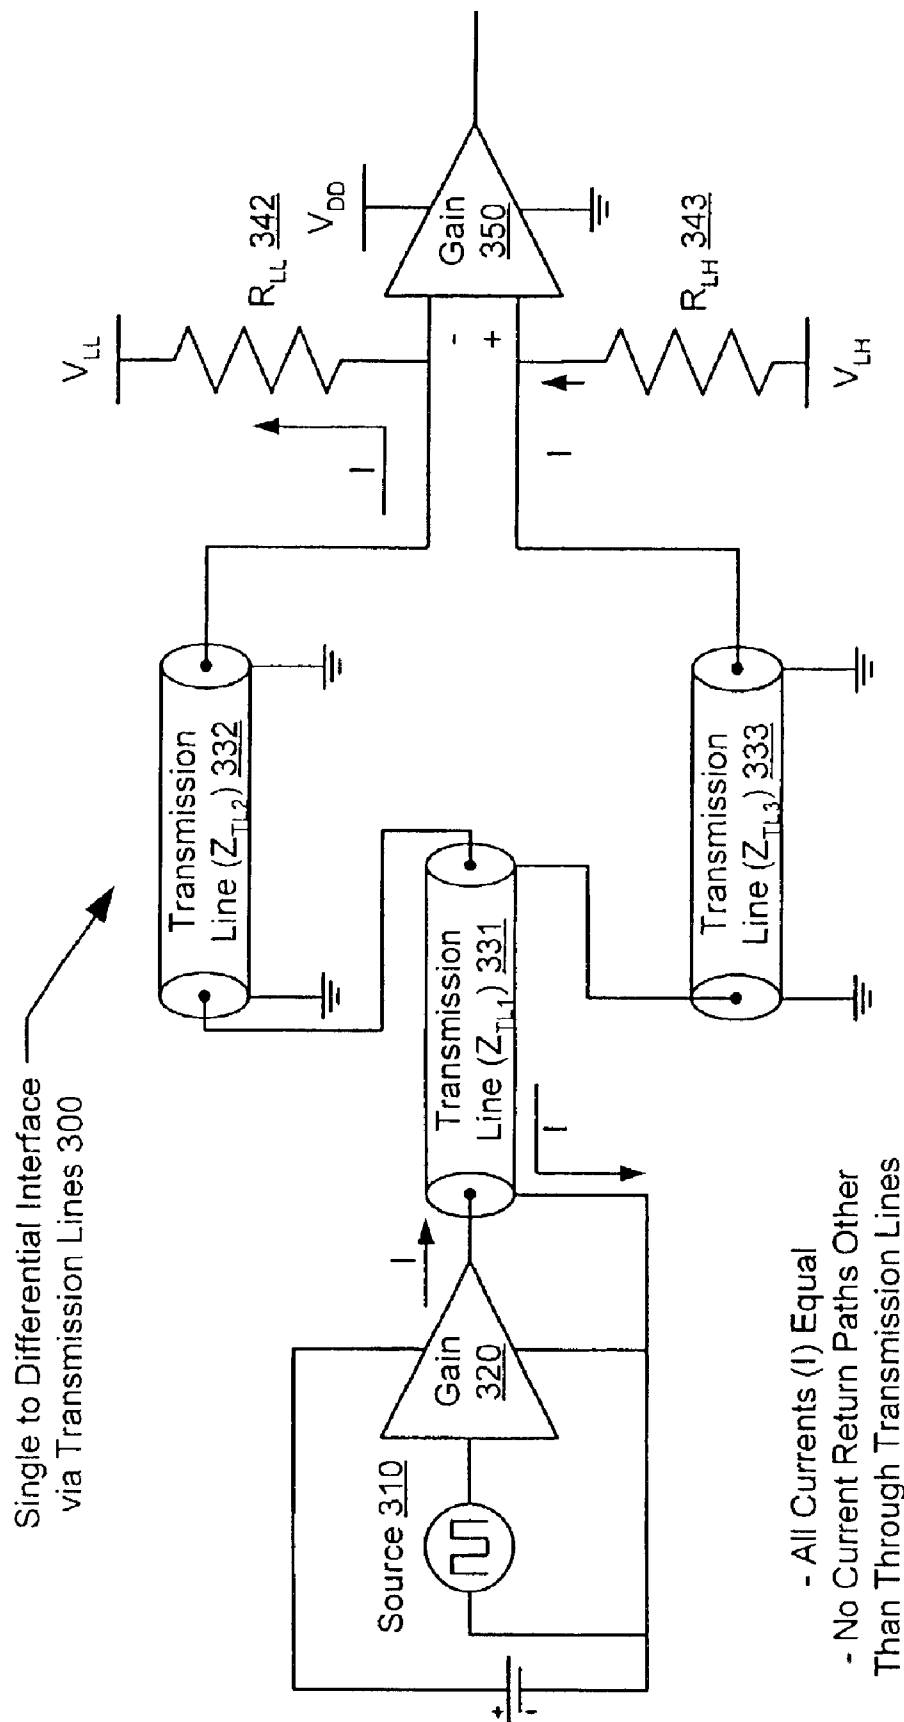 Single to Differential Interface
via Transmission Lines 300
Source 310
+
-
Gain
320
I
I
Transmission
Line (Z_TL1) 331
Transmission
Line (Z_TL2) 332
Transmission
Line (Z_TL3) 333
I
I
V_LL
R_LL 342
V_DD
-
+
Gain
350
R_LH 343
V_LH
- All Currents (I) Equal
- No Current Return Paths Other
Than Through Transmission Lines